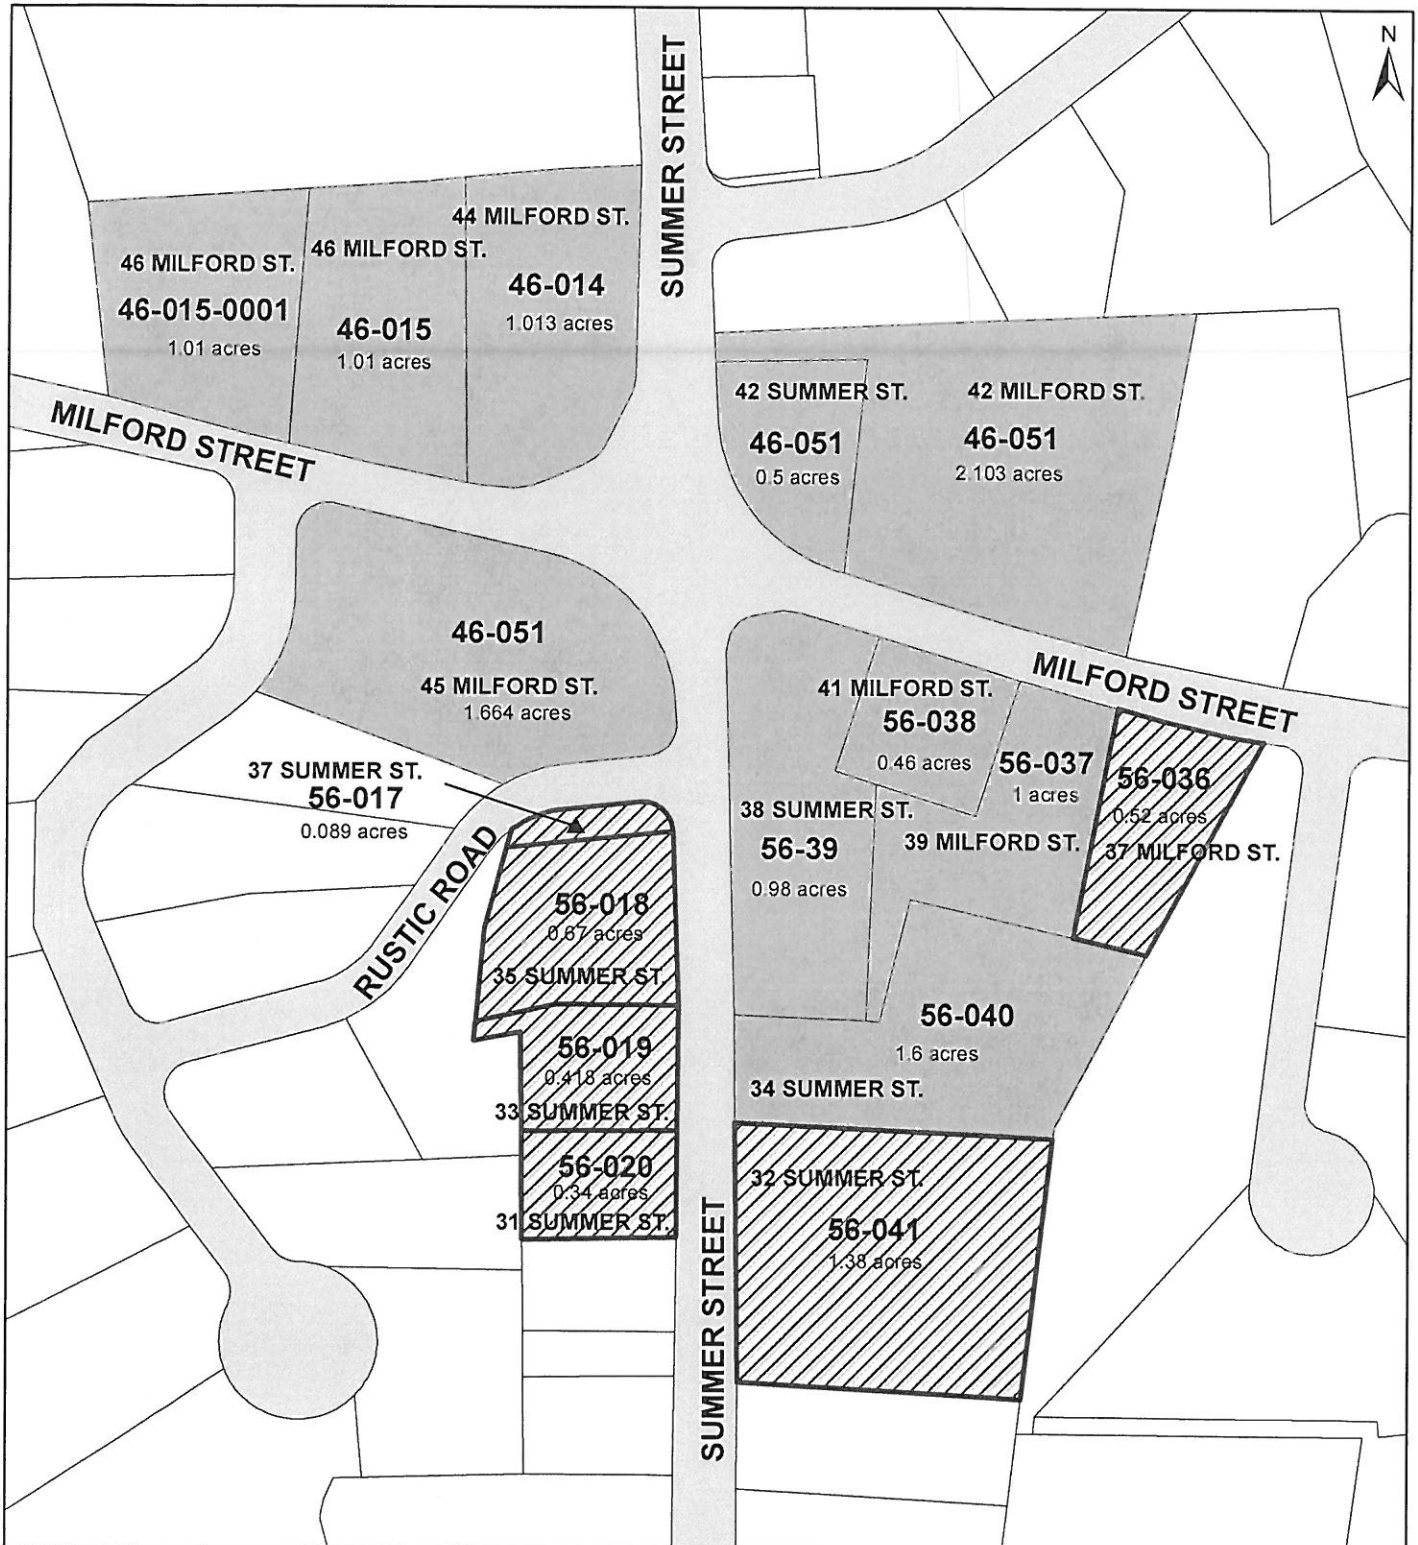 N
SUMMER STREET
44 MILFORD ST.
46-014
1.013 acres
46 MILFORD ST.
46-015
1.01 acres
46 MILFORD ST.
46-015-0001
1.01 acres
MILFORD STREET
42 SUMMER ST.
46-051
0.5 acres
42 MILFORD ST.
46-051
2.103 acres
46-051
45 MILFORD ST.
1.664 acres
MILFORD STREET
41 MILFORD ST.
56-038
0.46 acres
56-037
1 acres
39 MILFORD ST.
56-036
0.52 acres
37 MILFORD ST.
37 SUMMER ST.
56-017
0.089 acres
38 SUMMER ST.
56-39
0.98 acres
RUSTIC ROAD
56-018
0.67 acres
35 SUMMER ST.
56-040
1.6 acres
34 SUMMER ST.
56-019
0.418 acres
33 SUMMER ST.
56-020
0.34 acres
31 SUMMER ST.
32 SUMMER ST.
56-041
1.38 acres
SUMMER STREET